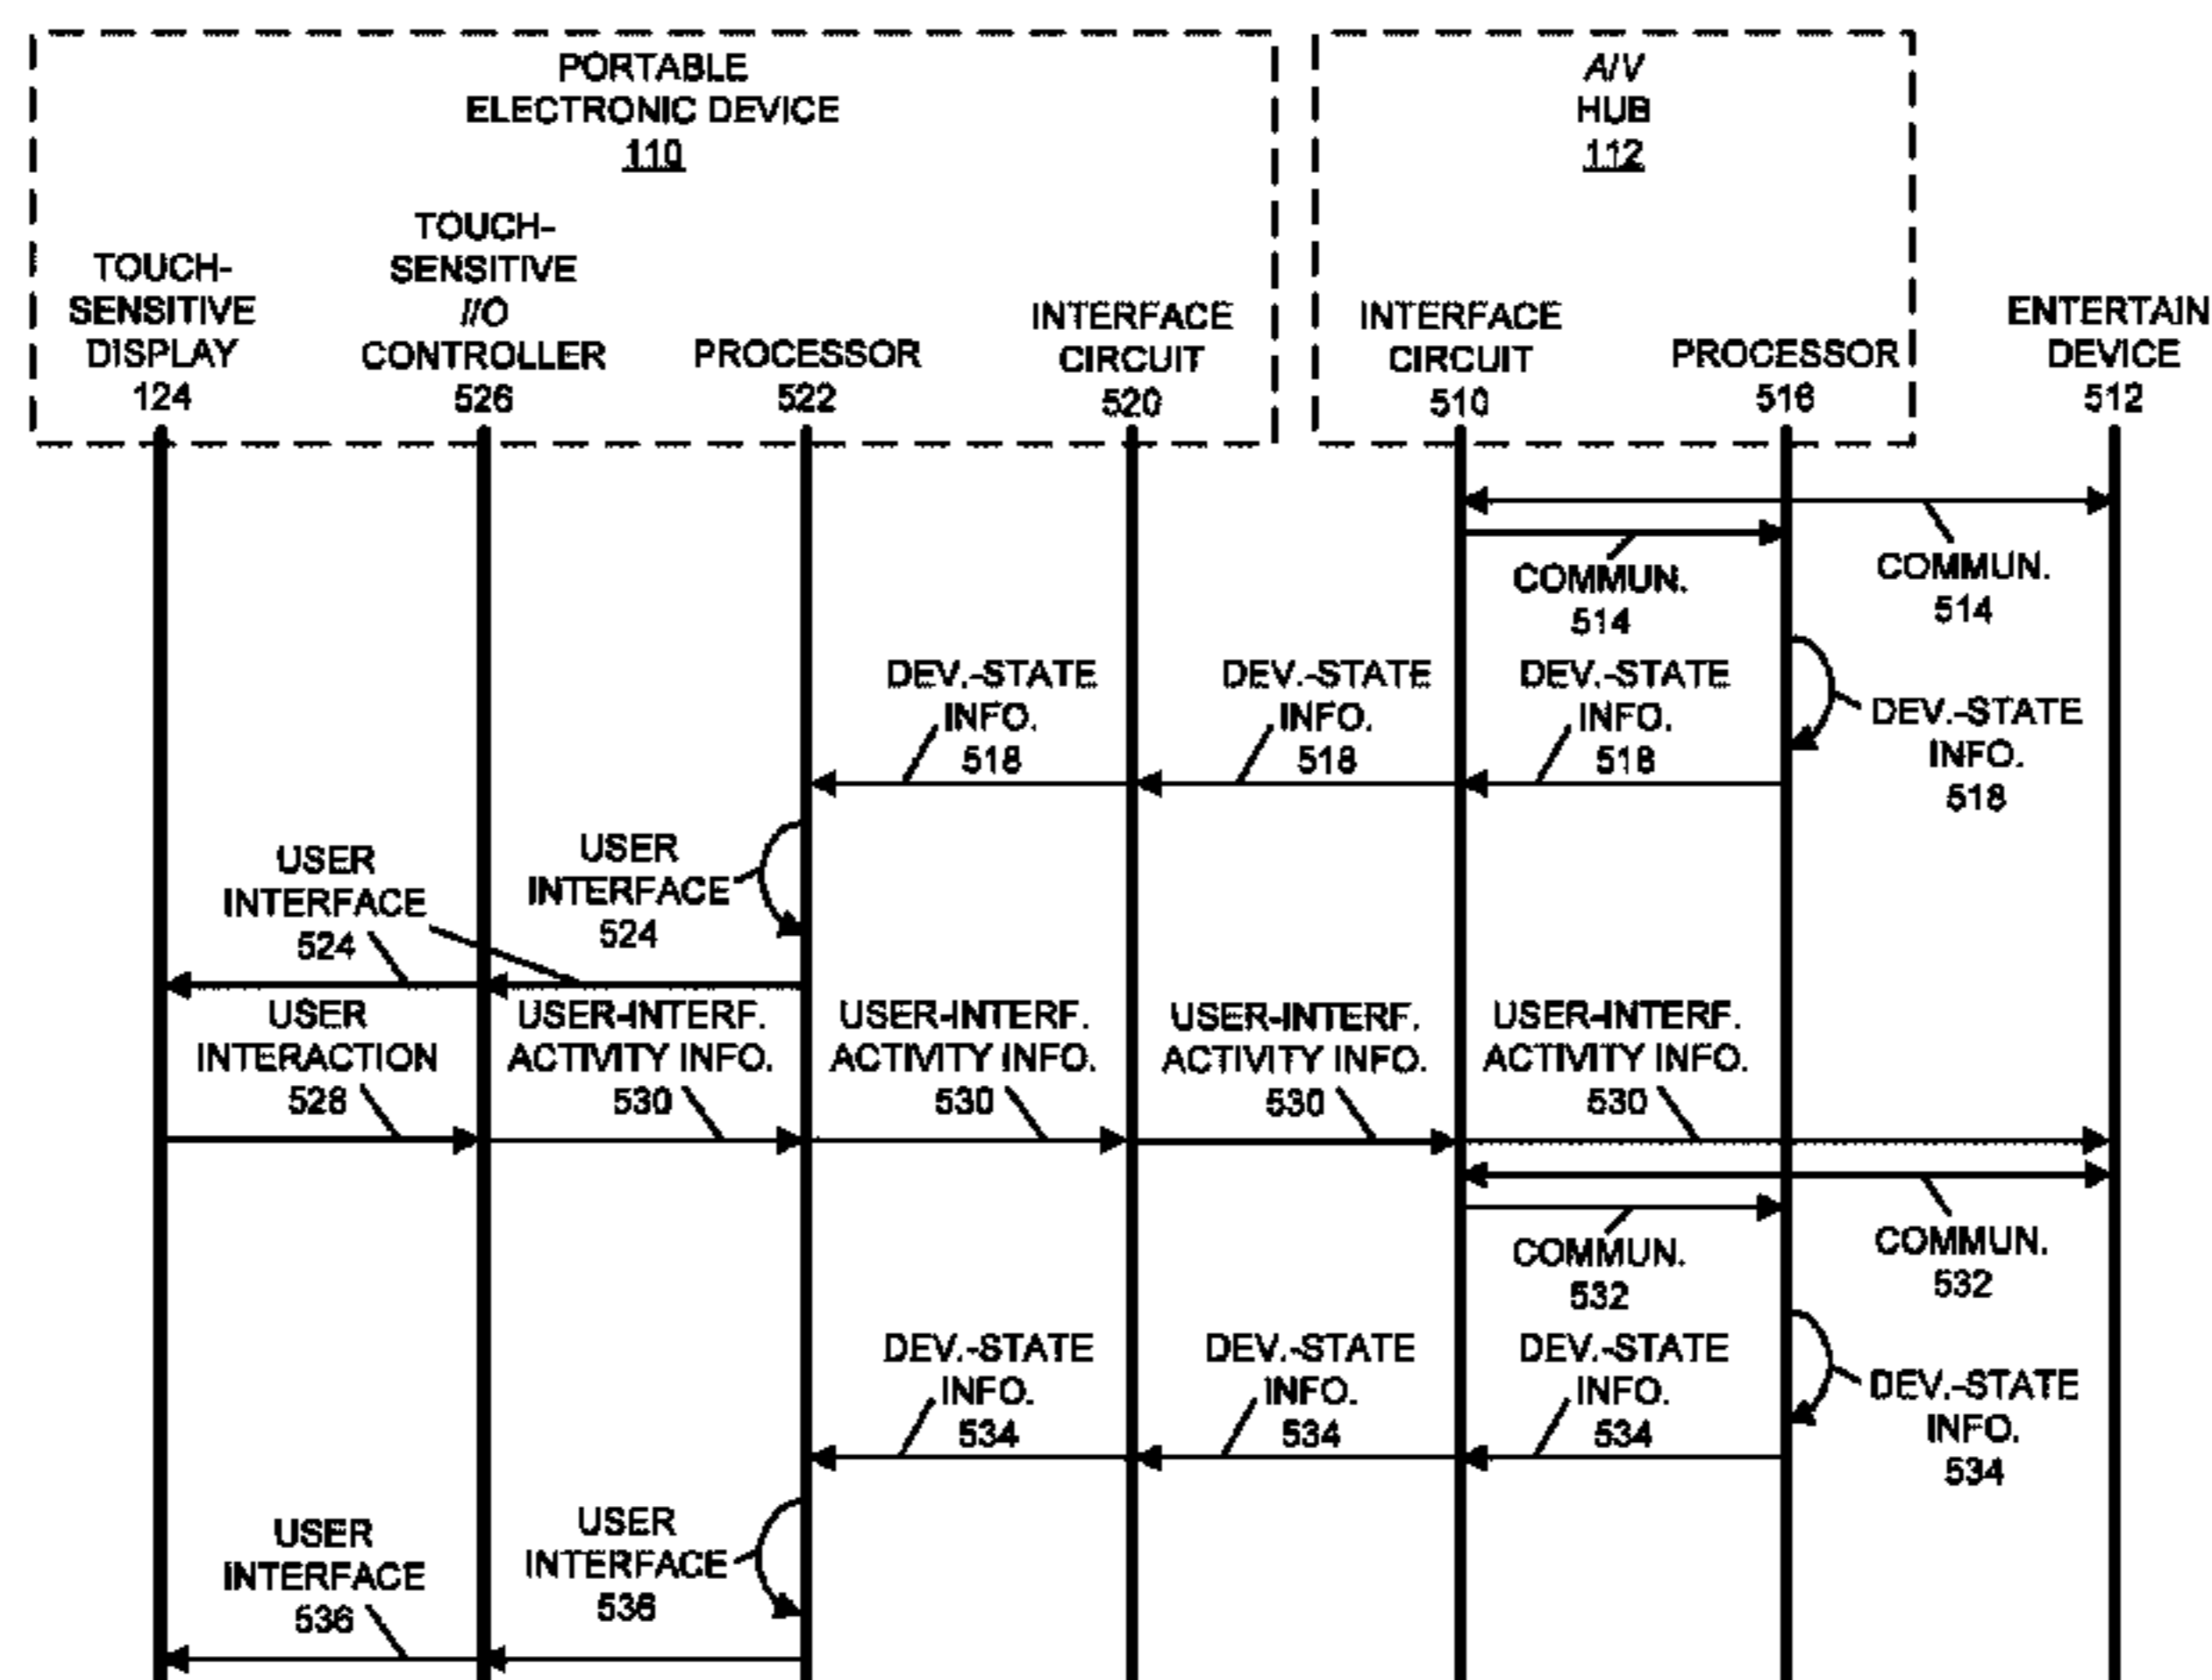 PORTABLE
ELECTRONIC DEVICE
110
A/V
HUB
112
TOUCH-
SENSITIVE
DISPLAY
124
TOUCH-
SENSITIVE
I/O
CONTROLLER
526
PROCESSOR
522
INTERFACE
CIRCUIT
520
INTERFACE
CIRCUIT
510
PROCESSOR
516
ENTERTAIN
DEVICE
512
COMMUN.
514
COMMUN.
514
DEV.-STATE
INFO.
518
DEV.-STATE
INFO.
518
DEV.-STATE
INFO.
518
DEV.-STATE
INFO.
518
USER
INTERFACE
524
USER
INTERFACE
524
USER
INTERACTION
528
USER-INTERF.
ACTIVITY INFO.
530
USER-INTERF.
ACTIVITY INFO.
530
USER-INTERF.
ACTIVITY INFO.
530
USER-INTERF.
ACTIVITY INFO.
530
COMMUN.
532
COMMUN.
532
DEV.-STATE
INFO.
534
DEV.-STATE
INFO.
534
DEV.-STATE
INFO.
534
DEV.-STATE
INFO.
534
USER
INTERFACE
536
USER
INTERFACE
536